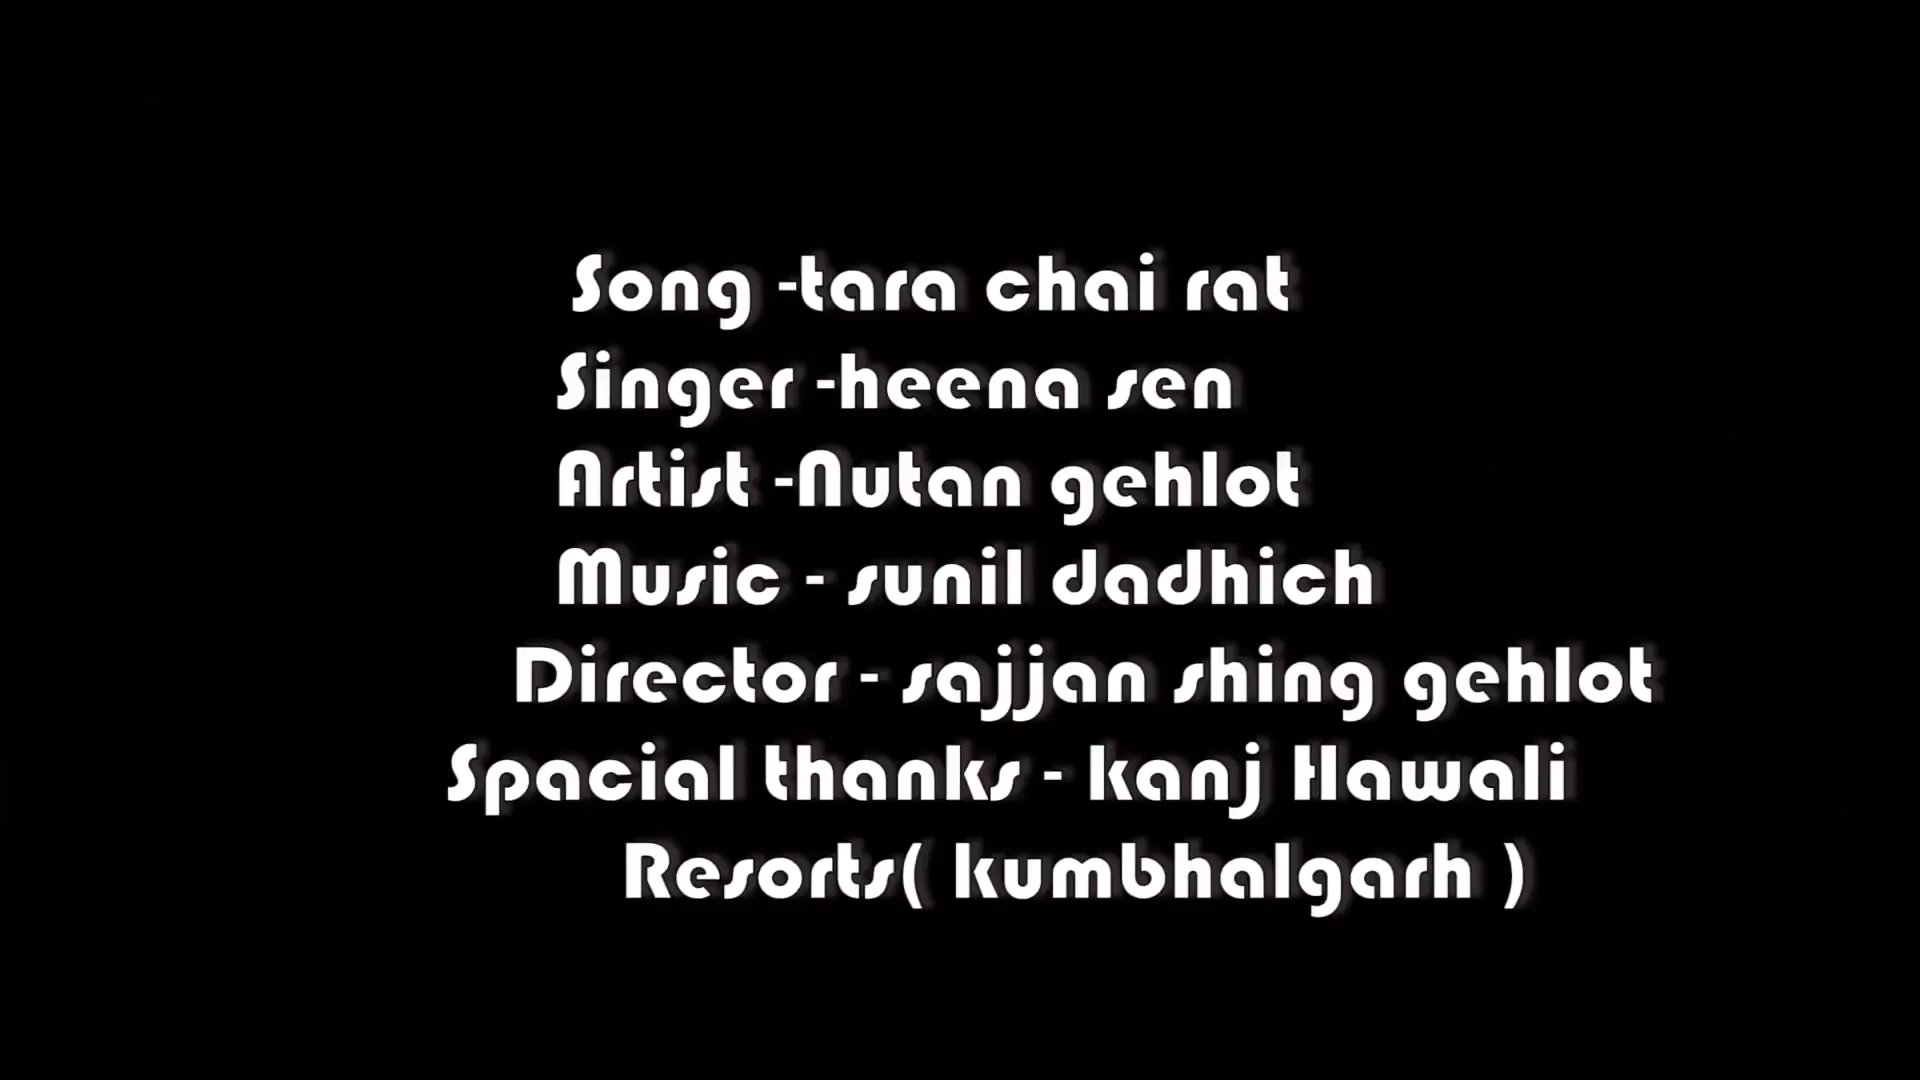 Song -tara chai rat
Singer -heena sen
Artist -Nutan gehlot
Music - sunil dadhich
Director - sajjan shing gehlot
Spacial thanks - kanj Hawali
Resorts( kumbhalgarh )